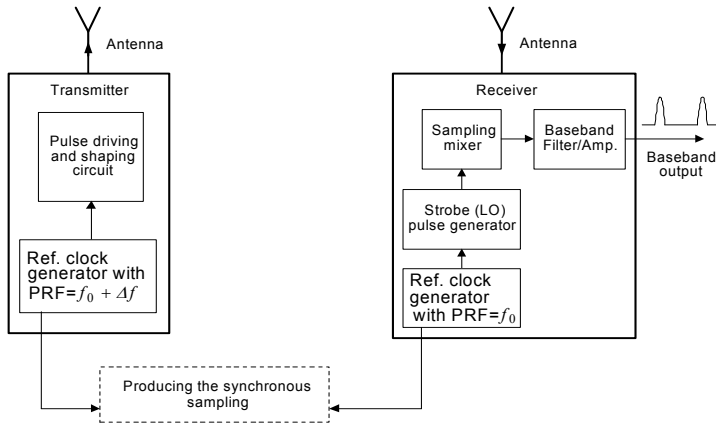 Antenna
Transmitter
Pulse driving
and shaping
circuit
Ref. clock
generator with
PRF=f₀ + Δf
Antenna
Receiver
Sampling
mixer
Baseband
Filter/Amp.
Baseband
output
Strobe (LO)
pulse generator
Ref. clock
generator
with PRF=f₀
Producing the synchronous
sampling